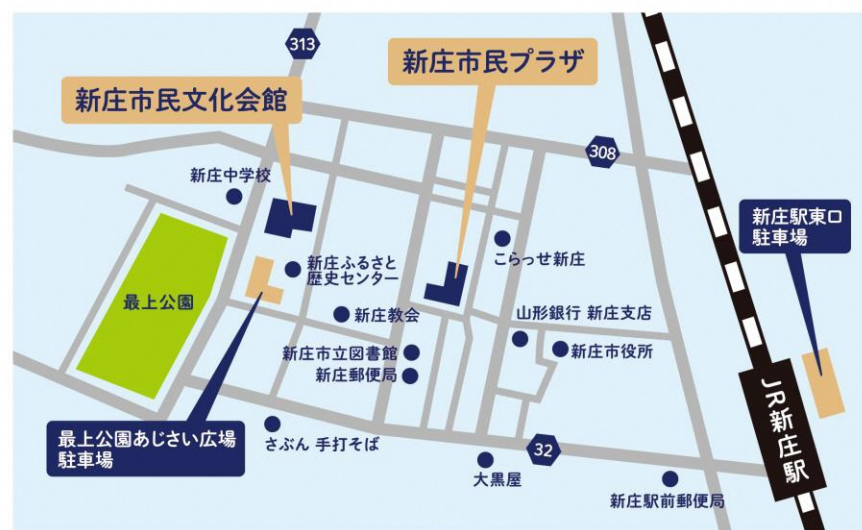 313
新庄市民プラザ
新庄市民文化会館
308
新庄中学校
新庄駅東口
駐車場
こらっせ新庄
新庄ふるさと
歴史センター
最上公園
新庄教会
山形銀行 新庄支店
新庄市立図書館
新庄市役所
新庄郵便局
JR新庄駅
最上公園あじさい広場
駐車場
さぶん 手打そば
32
大黒屋
新庄駅前郵便局